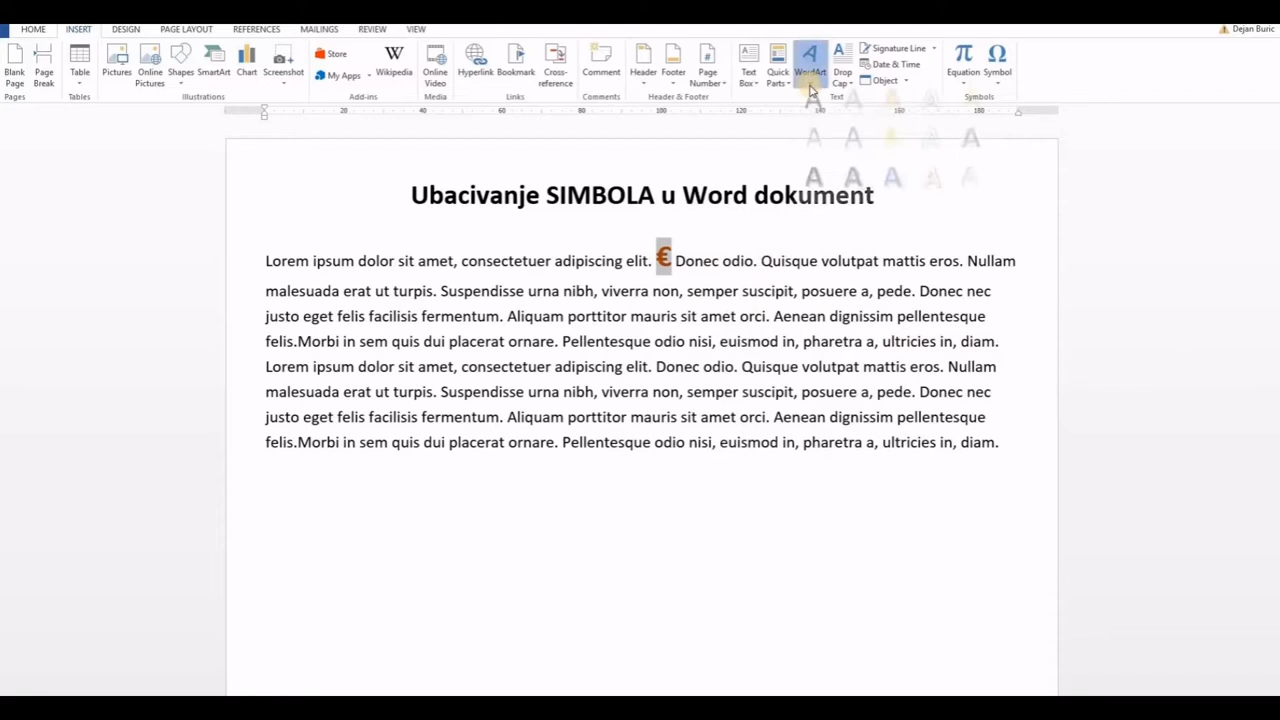 HOME INSERT DESIGN PAGE LAYOUT REFERENCES MAILINGS REVIEW VIEW Dejan Buric
Blank Page
Page Break
Pages
Table
Tables
Pictures
Online Pictures
Shapes
SmartArt
Chart
Screenshot
Illustrations
Store
My Apps
Wikipedia
Add-ins
Online Video
Media
Hyperlink
Bookmark
Cross-reference
Links
Comment
Comments
Header
Footer
Page Number
Header & Footer
Text Box
Quick Parts
WordArt
Drop Cap
Signature Line
Date & Time
Object
Text
Equation
Symbol
Symbols
20 40 60 80 100 120 140 160 180
A A A A
A A A A A
A A A A A
Ubacivanje SIMBOLA u Word dokument
Lorem ipsum dolor sit amet, consectetuer adipiscing elit. € Donec odio. Quisque volutpat mattis eros. Nullam
malesuada erat ut turpis. Suspendisse urna nibh, viverra non, semper suscipit, posuere a, pede. Donec nec
justo eget felis facilisis fermentum. Aliquam porttitor mauris sit amet orci. Aenean dignissim pellentesque
felis.Morbi in sem quis dui placerat ornare. Pellentesque odio nisi, euismod in, pharetra a, ultricies in, diam.
Lorem ipsum dolor sit amet, consectetuer adipiscing elit. Donec odio. Quisque volutpat mattis eros. Nullam
malesuada erat ut turpis. Suspendisse urna nibh, viverra non, semper suscipit, posuere a, pede. Donec nec
justo eget felis facilisis fermentum. Aliquam porttitor mauris sit amet orci. Aenean dignissim pellentesque
felis.Morbi in sem quis dui placerat ornare. Pellentesque odio nisi, euismod in, pharetra a, ultricies in, diam.